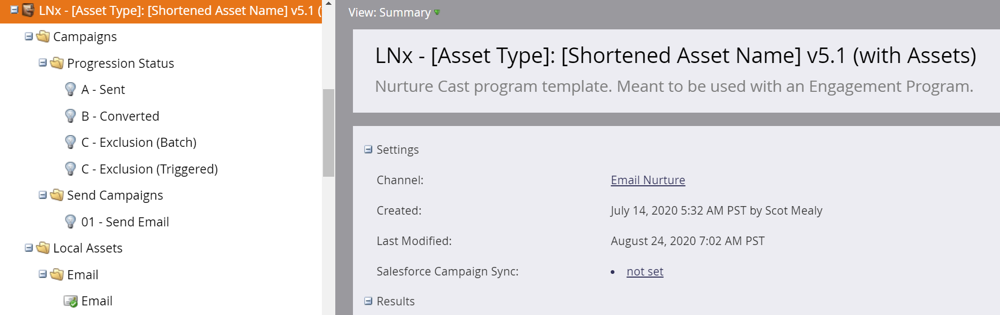 LNx - [Asset Type]: [Shortened Asset Name] v5.1 (
Campaigns
Progression Status
A - Sent
B - Converted
C - Exclusion (Batch)
C - Exclusion (Triggered)
Send Campaigns
01 - Send Email
Local Assets
Email
Email
View: Summary
LNx - [Asset Type]: [Shortened Asset Name] v5.1 (with Assets)
Nurture Cast program template. Meant to be used with an Engagement Program.
Settings
Channel: Email Nurture
Created: July 14, 2020 5:32 AM PST by Scot Mealy
Last Modified: August 24, 2020 7:02 AM PST
Salesforce Campaign Sync: • not set
Results